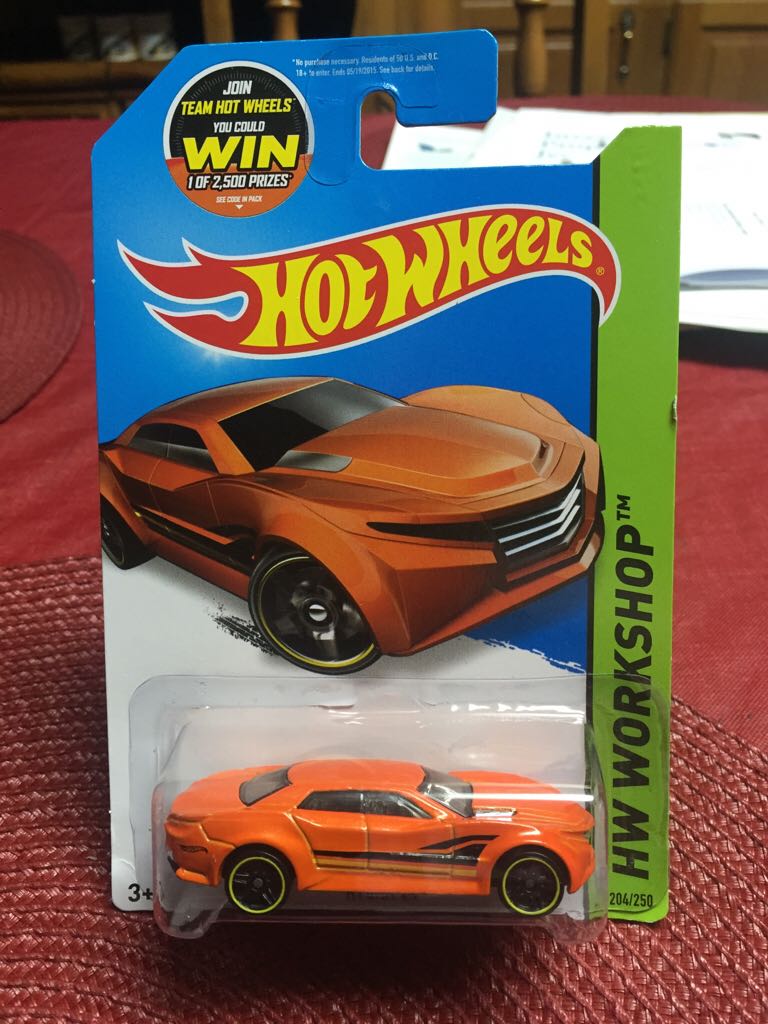 *No purchase necessary. Residents of 50 U.S. and D.C.
18+ to enter. Ends 05/19/2015. See back for details.
JOIN
TEAM HOT WHEELS™
YOU COULD
WIN
1 OF 2,500 PRIZES*
SEE CODE IN PACK
HOT WHEELS®
HW WORKSHOP™
3+
204/250